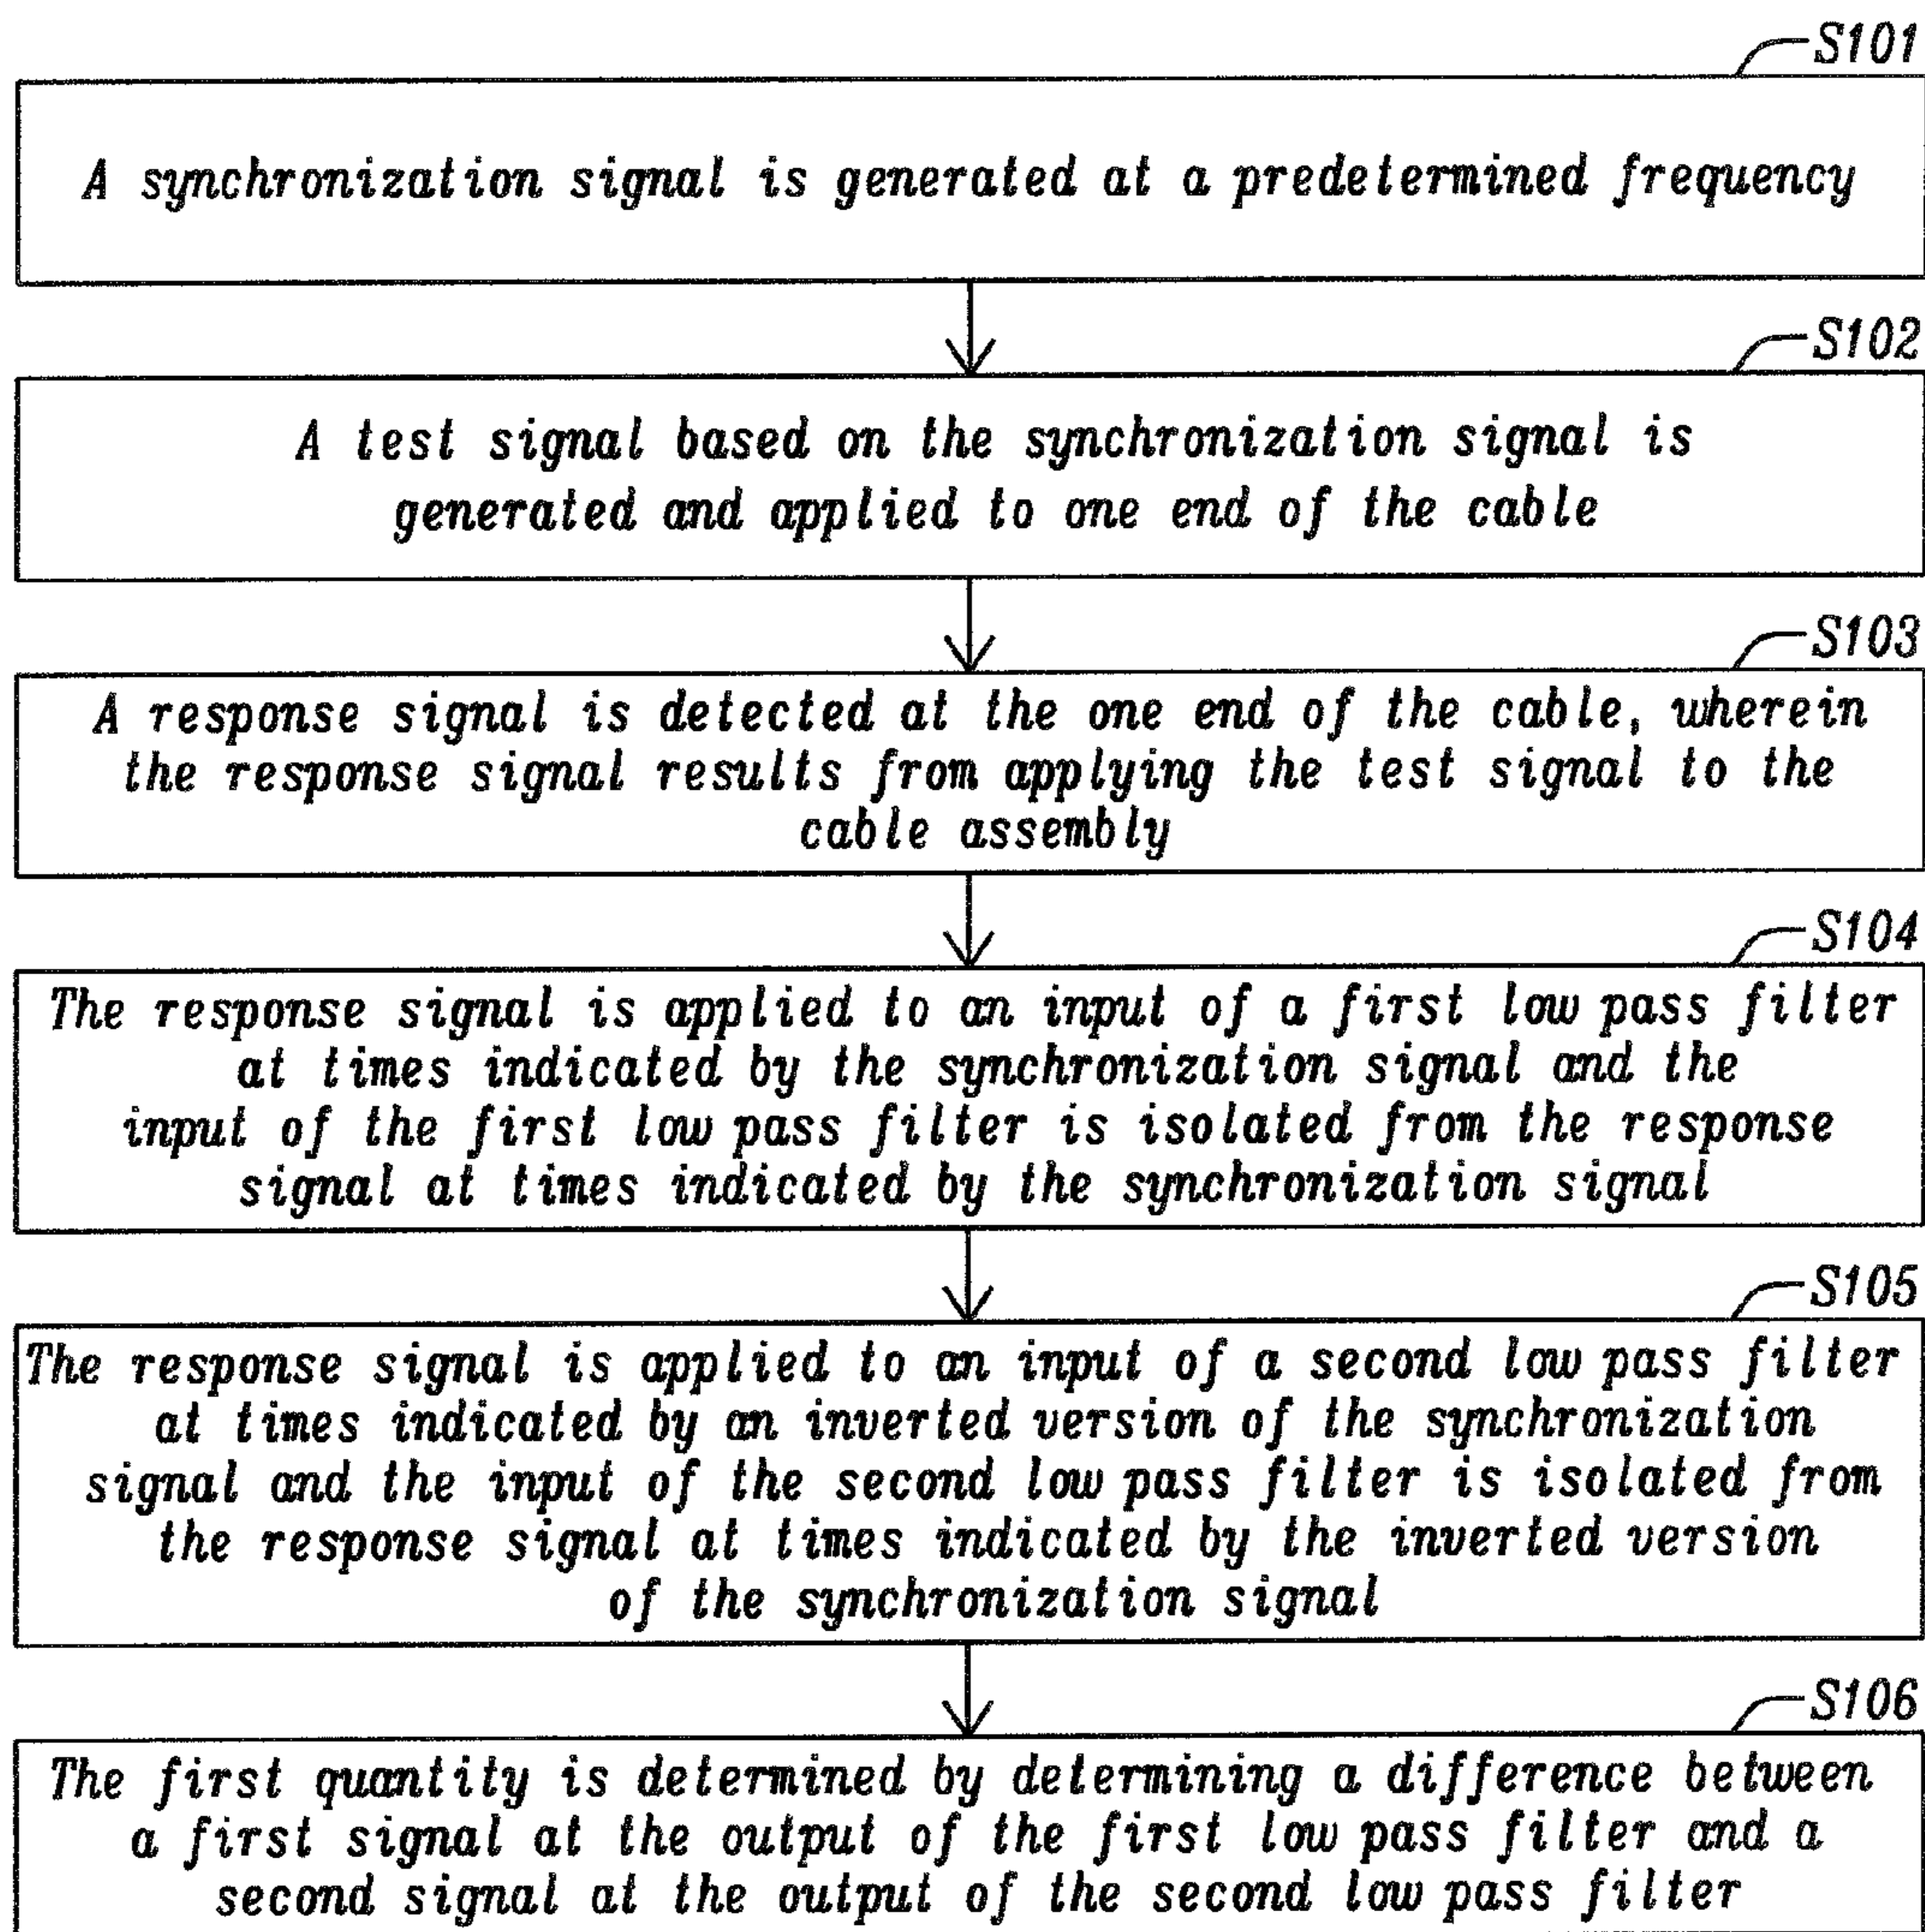 S101
A synchronization signal is generated at a predetermined frequency
S102
A test signal based on the synchronization signal is
generated and applied to one end of the cable
S103
A response signal is detected at the one end of the cable, wherein
the response signal results from applying the test signal to the
cable assembly
S104
The response signal is applied to an input of a first low pass filter
at times indicated by the synchronization signal and the
input of the first low pass filter is isolated from the response
signal at times indicated by the synchronization signal
S105
The response signal is applied to an input of a second low pass filter
at times indicated by an inverted version of the synchronization
signal and the input of the second low pass filter is isolated from
the response signal at times indicated by the inverted version
of the synchronization signal
S106
The first quantity is determined by determining a difference between
a first signal at the output of the first low pass filter and a
second signal at the output of the second low pass filter